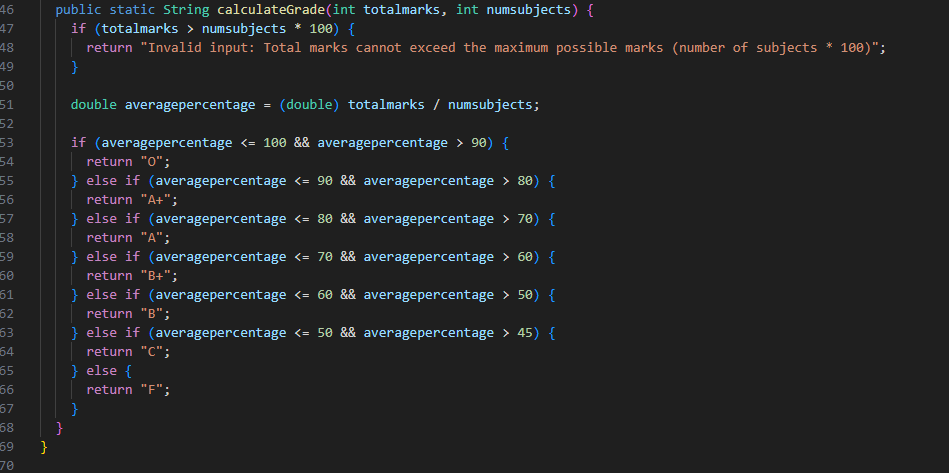 46 public static String calculateGrade(int totalmarks, int numsubjects) {
47 if (totalmarks > numsubjects * 100) {
48 return "Invalid input: Total marks cannot exceed the maximum possible marks (number of subjects * 100)";
49 }
50
51 double averagepercentage = (double) totalmarks / numsubjects;
52
53 if (averagepercentage <= 100 && averagepercentage > 90) {
54 return "O";
55 } else if (averagepercentage <= 90 && averagepercentage > 80) {
56 return "A+";
57 } else if (averagepercentage <= 80 && averagepercentage > 70) {
58 return "A";
59 } else if (averagepercentage <= 70 && averagepercentage > 60) {
60 return "B+";
61 } else if (averagepercentage <= 60 && averagepercentage > 50) {
62 return "B";
63 } else if (averagepercentage <= 50 && averagepercentage > 45) {
64 return "C";
65 } else {
66 return "F";
67 }
68 }
69 }
70